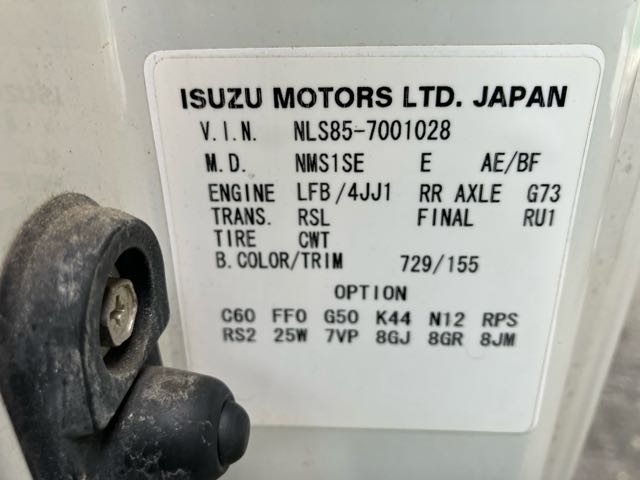 ISUZU MOTORS LTD. JAPAN
V.I.N. NLS85-7001028
M.D. NMS1SE E AE/BF
ENGINE LFB/4JJ1 RR AXLE G73
TRANS. RSL FINAL RU1
TIRE CWT
B.COLOR/TRIM 729/155
OPTION
C60 FF0 G50 K44 N12 RPS
RS2 25W 7VP 8GJ 8GR 8JM